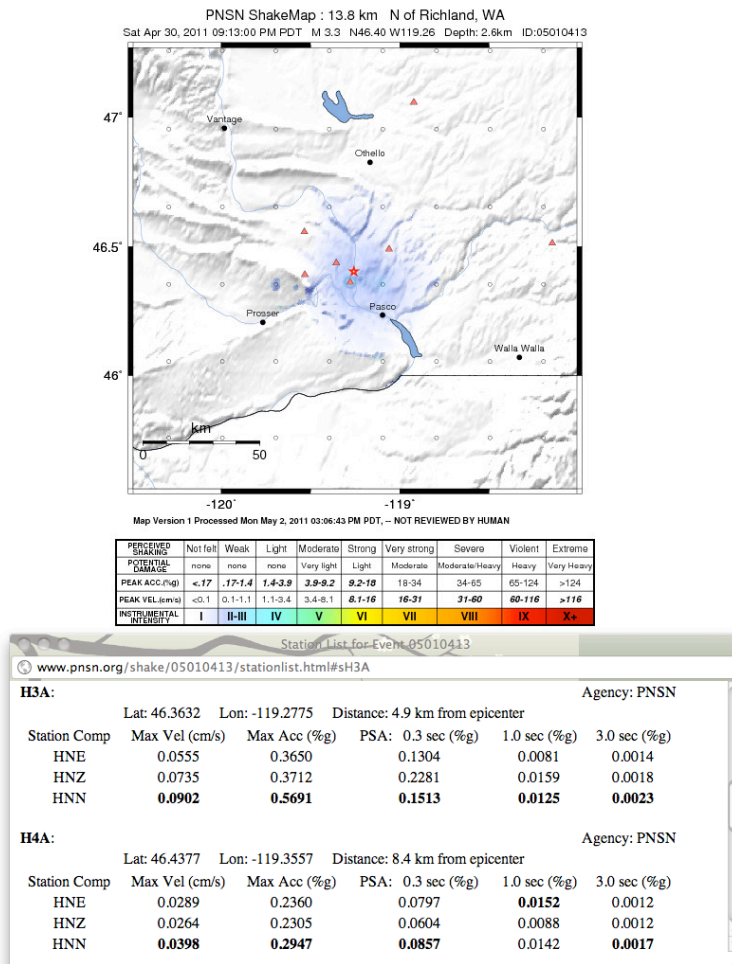 PNSN ShakeMap : 13.8 km N of Richland, WA
Sat Apr 30, 2011 09:13:00 PM PDT M 3.3 N46.40 W119.26 Depth: 2.6km ID:05010413
47˚
Vantage
Othello
46.5˚
Pasco
Prosser
Walla Walla
46˚
km
0 50
-120˚ -119˚
Map Version 1 Processed Mon May 2, 2011 03:06:43 PM PDT, -- NOT REVIEWED BY HUMAN
PERCEIVED SHAKING Not felt Weak Light Moderate Strong Very strong Severe Violent Extreme
POTENTIAL DAMAGE none none none Very light Light Moderate Moderate/Heavy Heavy Very Heavy
PEAK ACC.(%g) <.17 .17-1.4 1.4-3.9 3.9-9.2 9.2-18 18-34 34-65 65-124 >124
PEAK VEL.(cm/s) <0.1 0.1-1.1 1.1-3.4 3.4-8.1 8.1-16 16-31 31-60 60-116 >116
INSTRUMENTAL INTENSITY I II-III IV V VI VII VIII IX X+
Station List for Event 05010413
www.pnsn.org/shake/05010413/stationlist.html#sH3A
H3A: Agency: PNSN
Lat: 46.3632 Lon: -119.2775 Distance: 4.9 km from epicenter
Station Comp Max Vel (cm/s) Max Acc (%g) PSA: 0.3 sec (%g) 1.0 sec (%g) 3.0 sec (%g)
HNE 0.0555 0.3650 0.1304 0.0081 0.0014
HNZ 0.0735 0.3712 0.2281 0.0159 0.0018
HNN 0.0902 0.5691 0.1513 0.0125 0.0023
H4A: Agency: PNSN
Lat: 46.4377 Lon: -119.3557 Distance: 8.4 km from epicenter
Station Comp Max Vel (cm/s) Max Acc (%g) PSA: 0.3 sec (%g) 1.0 sec (%g) 3.0 sec (%g)
HNE 0.0289 0.2360 0.0797 0.0152 0.0012
HNZ 0.0264 0.2305 0.0604 0.0088 0.0012
HNN 0.0398 0.2947 0.0857 0.0142 0.0017